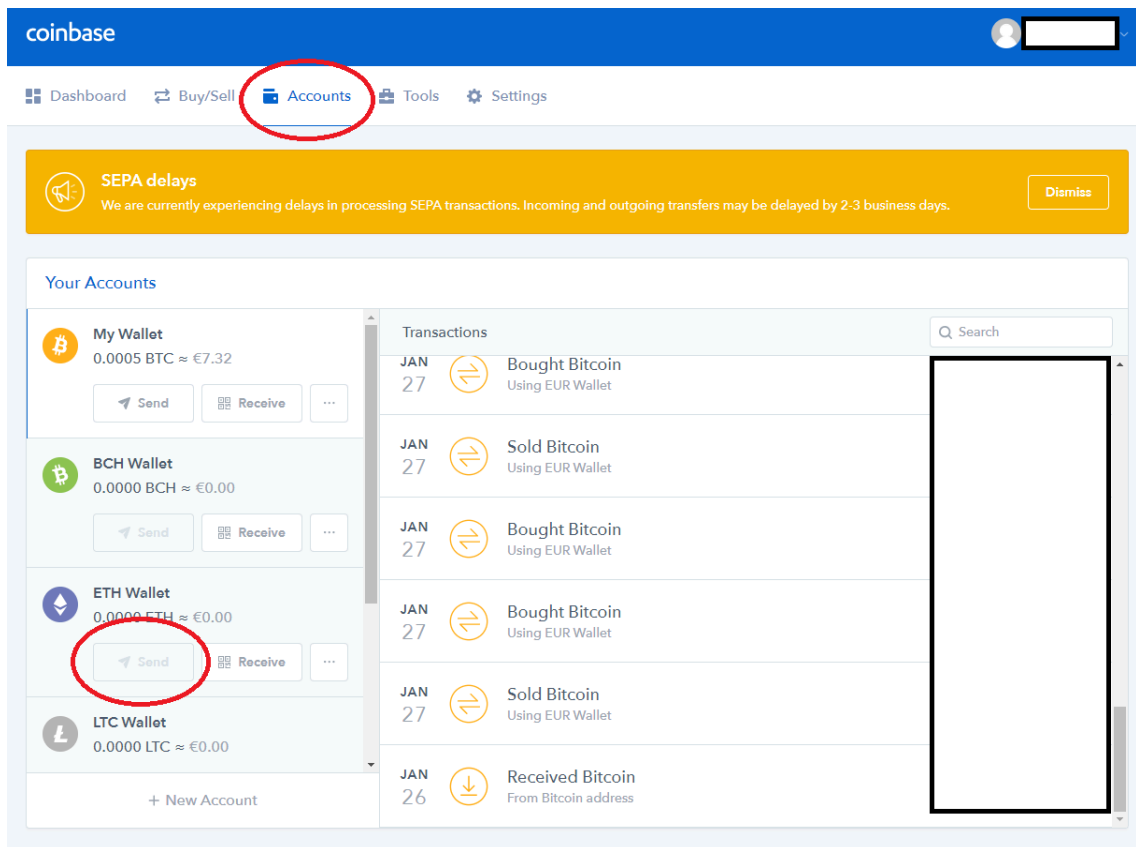 coinbase
Dashboard Buy/Sell Accounts Tools Settings
SEPA delays
We are currently experiencing delays in processing SEPA transactions. Incoming and outgoing transfers may be delayed by 2-3 business days.
Dismiss
Your Accounts
My Wallet
0.0005 BTC ≈ €7.32
Send Receive ...
BCH Wallet
0.0000 BCH ≈ €0.00
Send Receive ...
ETH Wallet
0.0000 ETH ≈ €0.00
Send Receive ...
LTC Wallet
0.0000 LTC ≈ €0.00
+ New Account
Transactions
Search
JAN 27 Bought Bitcoin
Using EUR Wallet
JAN 27 Sold Bitcoin
Using EUR Wallet
JAN 27 Bought Bitcoin
Using EUR Wallet
JAN 27 Bought Bitcoin
Using EUR Wallet
JAN 27 Sold Bitcoin
Using EUR Wallet
JAN 26 Received Bitcoin
From Bitcoin address